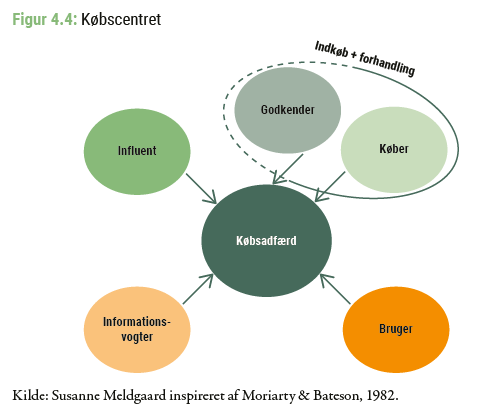 Figur 4.4: Købscentret
Indkøb + forhandling
Godkender
Influent
Køber
Købsadfærd
Informations-
vogter
Bruger
Kilde: Susanne Meldgaard inspireret af Moriarty & Bateson, 1982.